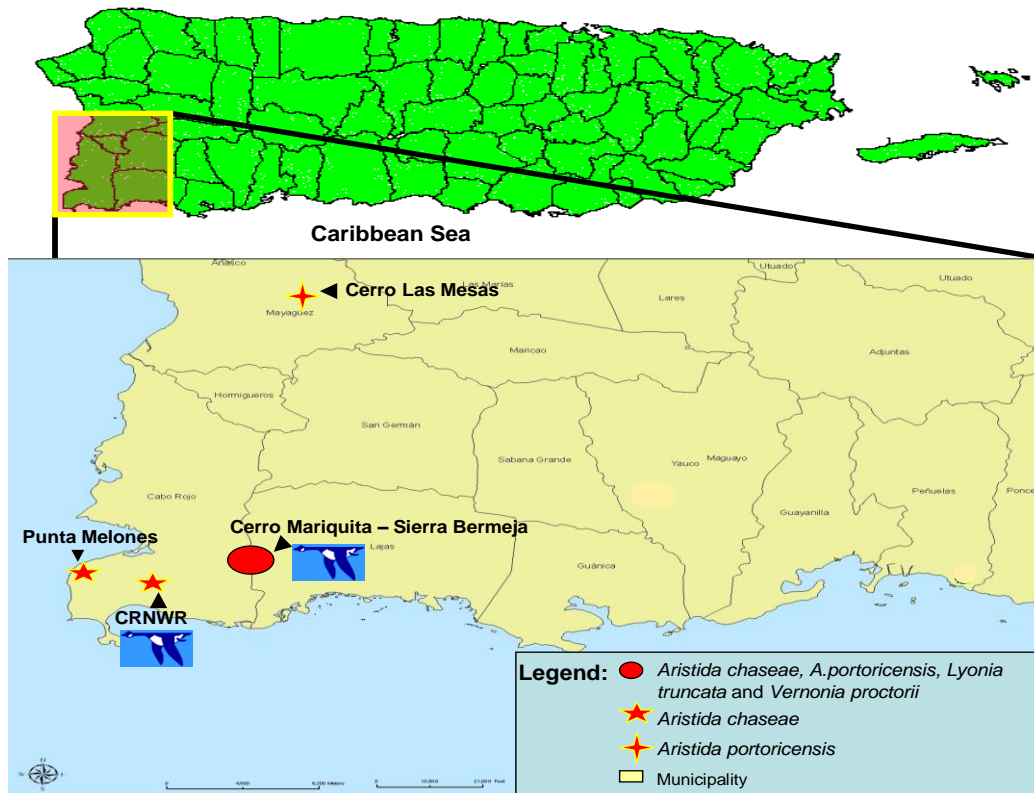 Caribbean Sea
Añasco
Las Marías
Utuado
Utuado
Lares
Cerro Las Mesas
Mayagüez
Maricao
Adjuntas
Hormigueros
San Germán
Sabana Grande
Yauco
Maguayo
Peñuelas
Ponce
Guayanilla
Cabo Rojo
Cerro Mariquita – Sierra Bermeja
Punta Melones
Lajas
Guánica
CRNWR
Legend:
Aristida chaseae, A.portoricensis, Lyonia
truncata and Vernonia proctorii
Aristida chaseae
Aristida portoricensis
Municipality
N
W
E
S
0
0